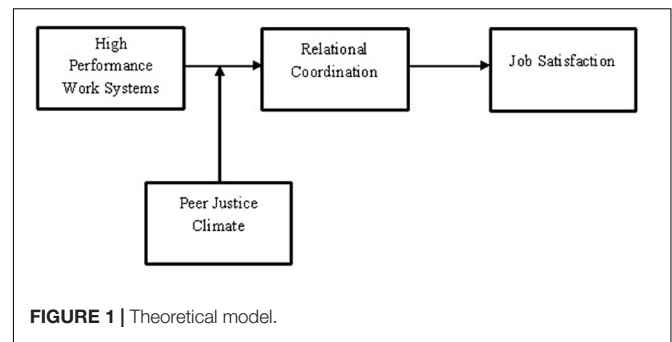 High
Performance
Work Systems
Relational
Coordination
Job Satisfaction
Peer Justice
Climate
FIGURE 1 | Theoretical model.